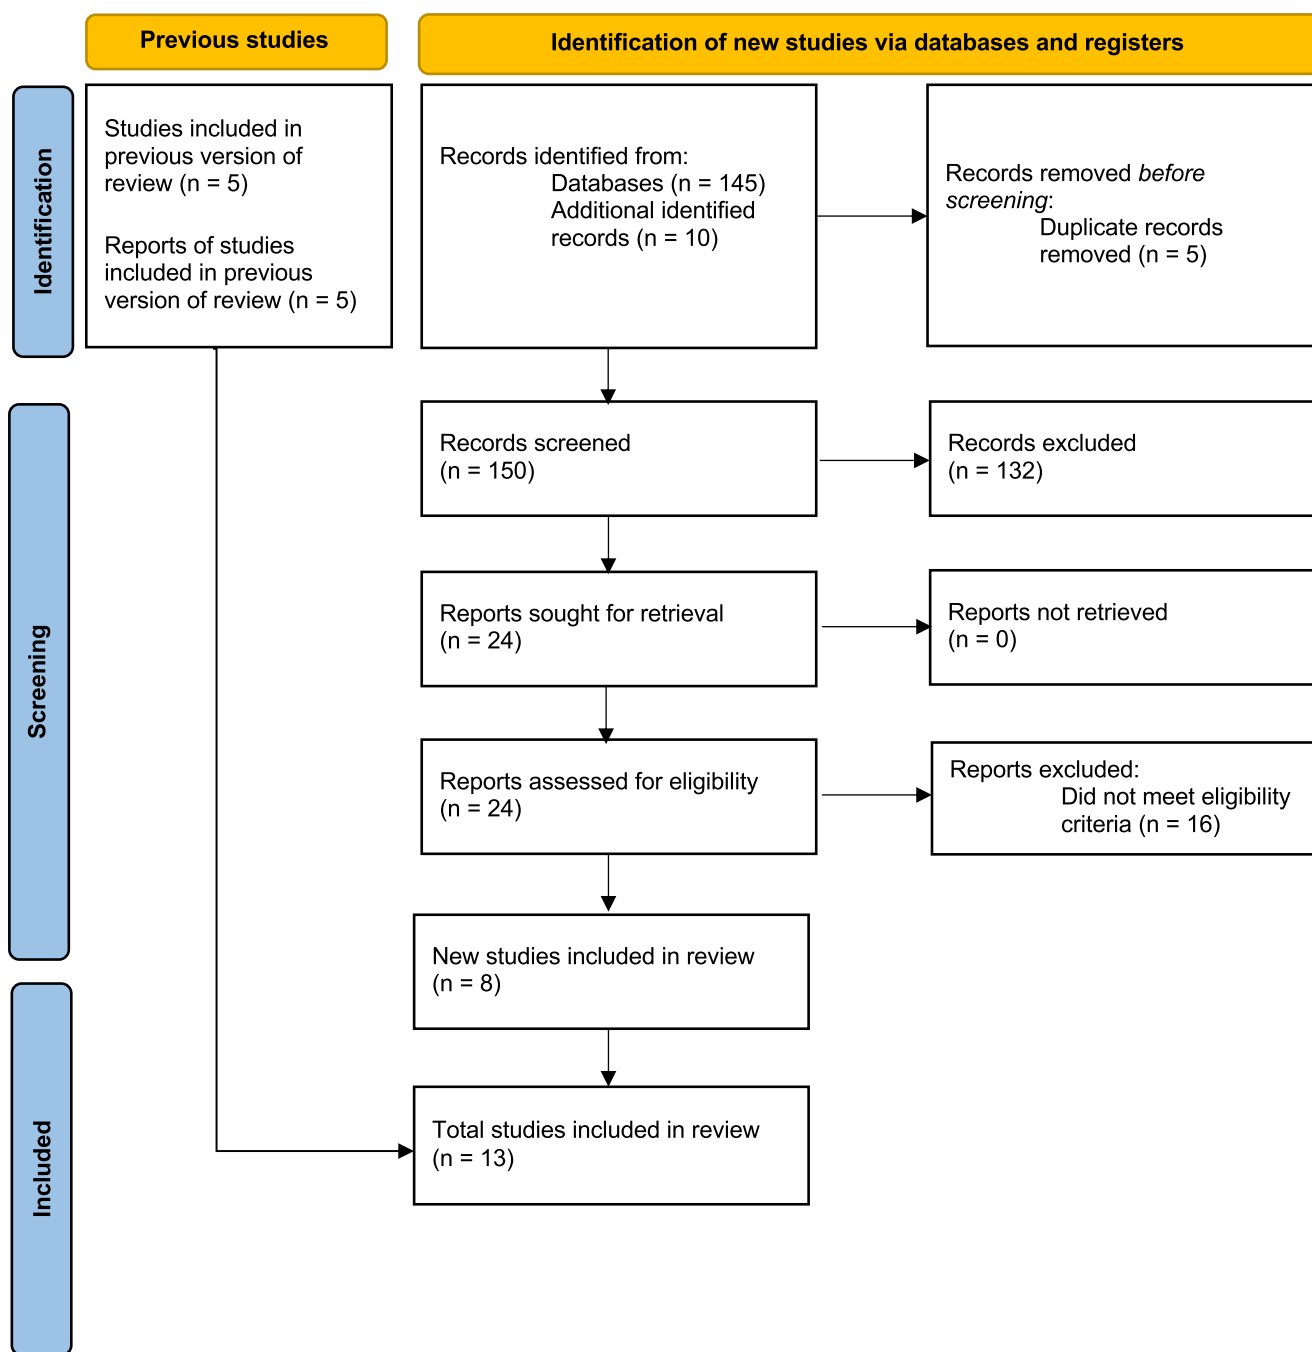 Previous studies
Identification of new studies via databases and registers
Identification
Studies included in
previous version of
review (n = 5)
Reports of studies
included in previous
version of review (n = 5)
Records identified from:
Databases (n = 145)
Additional identified
records (n = 10)
Records removed before
screening:
Duplicate records
removed (n = 5)
Screening
Records screened
(n = 150)
Records excluded
(n = 132)
Reports sought for retrieval
(n = 24)
Reports not retrieved
(n = 0)
Reports assessed for eligibility
(n = 24)
Reports excluded:
Did not meet eligibility
criteria (n = 16)
New studies included in review
(n = 8)
Included
Total studies included in review
(n = 13)